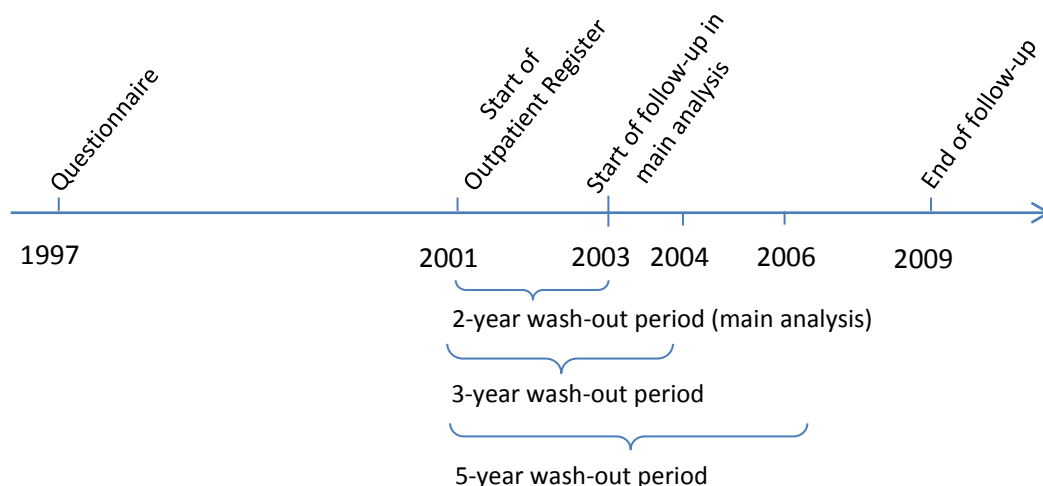 Questionnaire
Start of
Outpatient Register
Start of follow-up in
main analysis
End of follow-up
1997
2001
2003
2004
2006
2009
2-year wash-out period (main analysis)
3-year wash-out period
5-year wash-out period